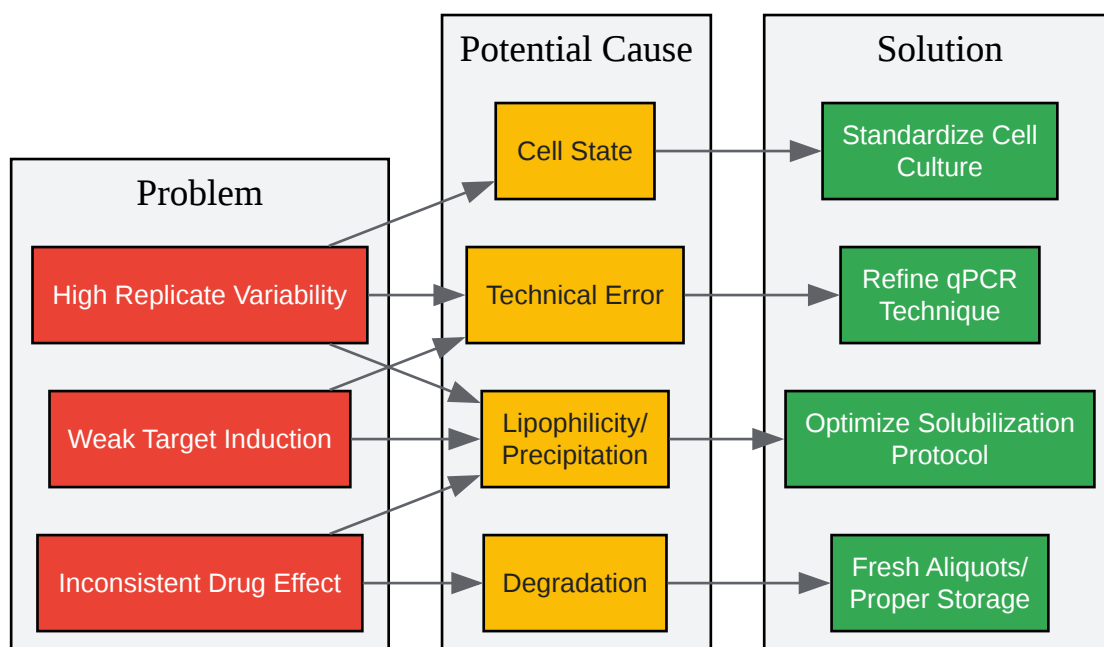 Problem
High Replicate Variability
Weak Target Induction
Inconsistent Drug Effect
Potential Cause
Cell State
Technical Error
Lipophilicity/
Precipitation
Degradation
Solution
Standardize Cell
Culture
Refine qPCR
Technique
Optimize Solubilization
Protocol
Fresh Aliquots/
Proper Storage